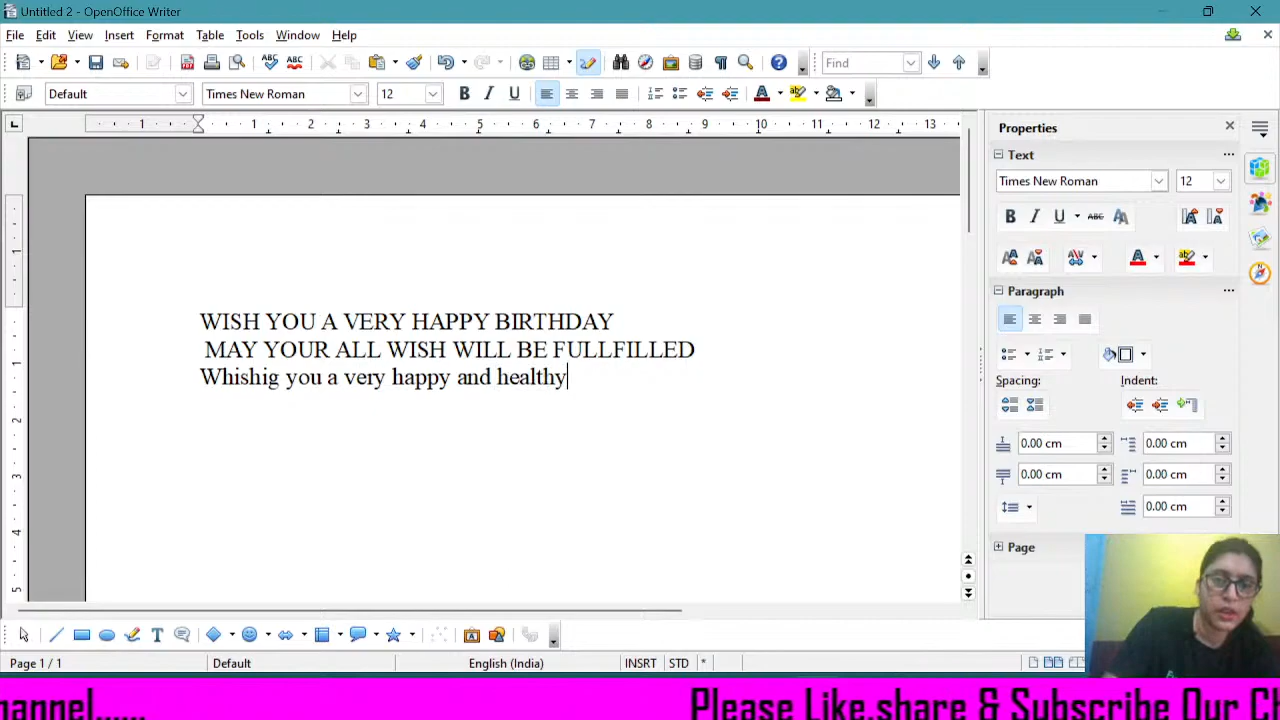 Untitled 2 - OpenOffice Writer
File Edit View Insert Format Table Tools Window Help
Find
Default Times New Roman 12
Properties
Text
Times New Roman 12
WISH YOU A VERY HAPPY BIRTHDAY
MAY YOUR ALL WISH WILL BE FULLFILLED
Whishig you a very happy and healthy
Paragraph
Spacing: Indent:
0.00 cm 0.00 cm
0.00 cm 0.00 cm
0.00 cm
Page
Page 1 / 1 Default English (India) INSRT STD *
hannel...... Please Like,share & Subscribe Our Ch